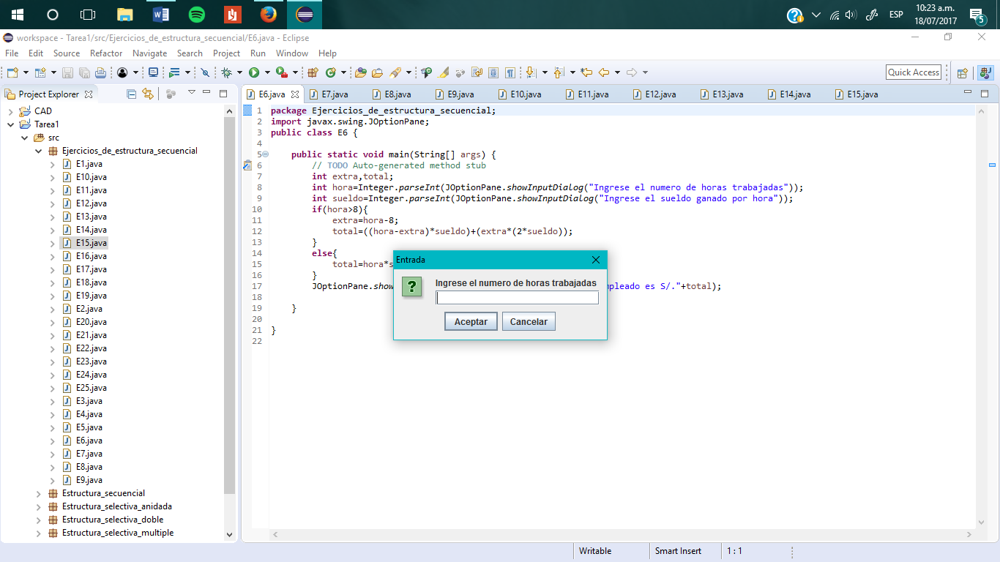 10:23 a.m.
ESP
18/07/2017
5
workspace - Tarea1/src/Ejercicios_de_estructura_secuencial/E6.java - Eclipse
File Edit Source Refactor Navigate Search Project Run Window Help
Quick Access
Project Explorer
CAD
Tarea1
src
Ejercicios_de_estructura_secuencial
E1.java
E10.java
E11.java
E12.java
E13.java
E14.java
E15.java
E16.java
E17.java
E18.java
E19.java
E2.java
E20.java
E21.java
E22.java
E23.java
E24.java
E25.java
E3.java
E4.java
E5.java
E6.java
E7.java
E8.java
E9.java
Estructura_secuencial
Estructura_selectiva_anidada
Estructura_selectiva_doble
Estructura_selectiva_multiple
E6.java E7.java E8.java E9.java E10.java E11.java E12.java E13.java E14.java E15.java
1 package Ejercicios_de_estructura_secuencial;
2 import javax.swing.JOptionPane;
3 public class E6 {
4
5 public static void main(String[] args) {
6 // TODO Auto-generated method stub
7 int extra,total;
8 int hora=Integer.parseInt(JOptionPane.showInputDialog("Ingrese el numero de horas trabajadas"));
9 int sueldo=Integer.parseInt(JOptionPane.showInputDialog("Ingrese el sueldo ganado por hora"));
10 if(hora>8){
11 extra=hora-8;
12 total=((hora-extra)*sueldo)+(extra*(2*sueldo));
13 }
14 else{
15 total=hora*s
16 }
17 JOptionPane.show mpleado es S/."+total);
18
19 }
20
21 }
22
Entrada
Ingrese el numero de horas trabajadas
Aceptar Cancelar
Writable Smart Insert 1 : 1